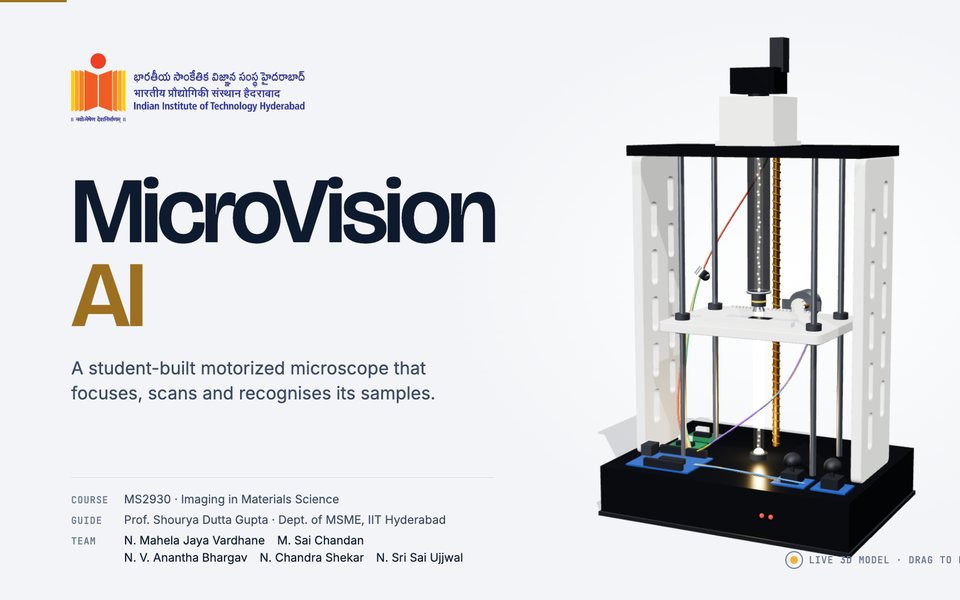 భారతీయ సాంకేతిక విజ్ఞాన సంస్థ హైదరాబాద్
भारतीय प्रौद्योगिकी संस्थान हैदराबाद
Indian Institute of Technology Hyderabad
MicroVision
AI
A student-built motorized microscope that
focuses, scans and recognises its samples.
COURSE MS2930 · Imaging in Materials Science
GUIDE Prof. Shourya Dutta Gupta · Dept. of MSME, IIT Hyderabad
TEAM N. Mahela Jaya Vardhane M. Sai Chandan
N. V. Anantha Bhargav N. Chandra Shekar N. Sri Sai Ujjwal
LIVE 3D MODEL · DRAG TO